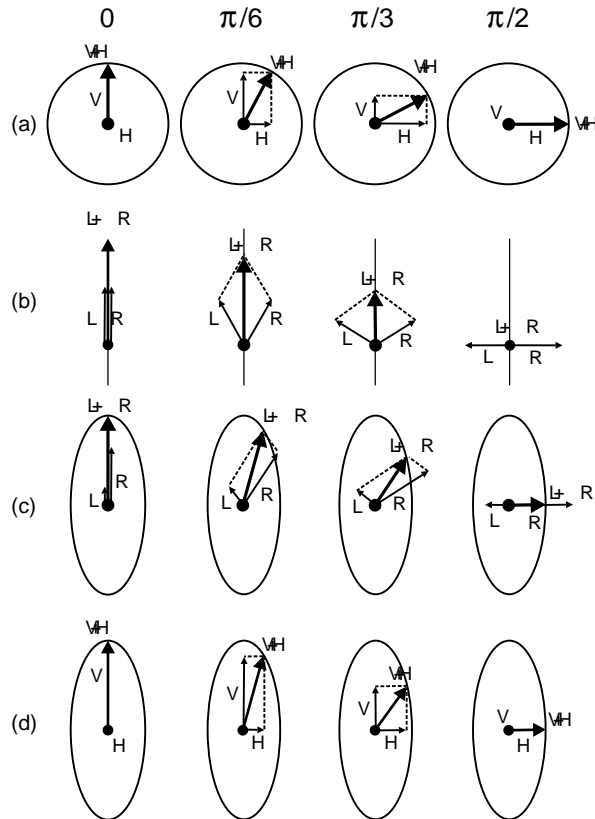 0 π/6 π/3 π/2
V+H V+H V+H
V V V V
(a) H H H H V+H
L+ R L+ R L+ R L+ R
(b) L R L R L R L R
L+ R L+ R L+ R L+ R
(c) L R L R L R L R
V+H V+H V+H V+H
V V V V
(d) H H H H